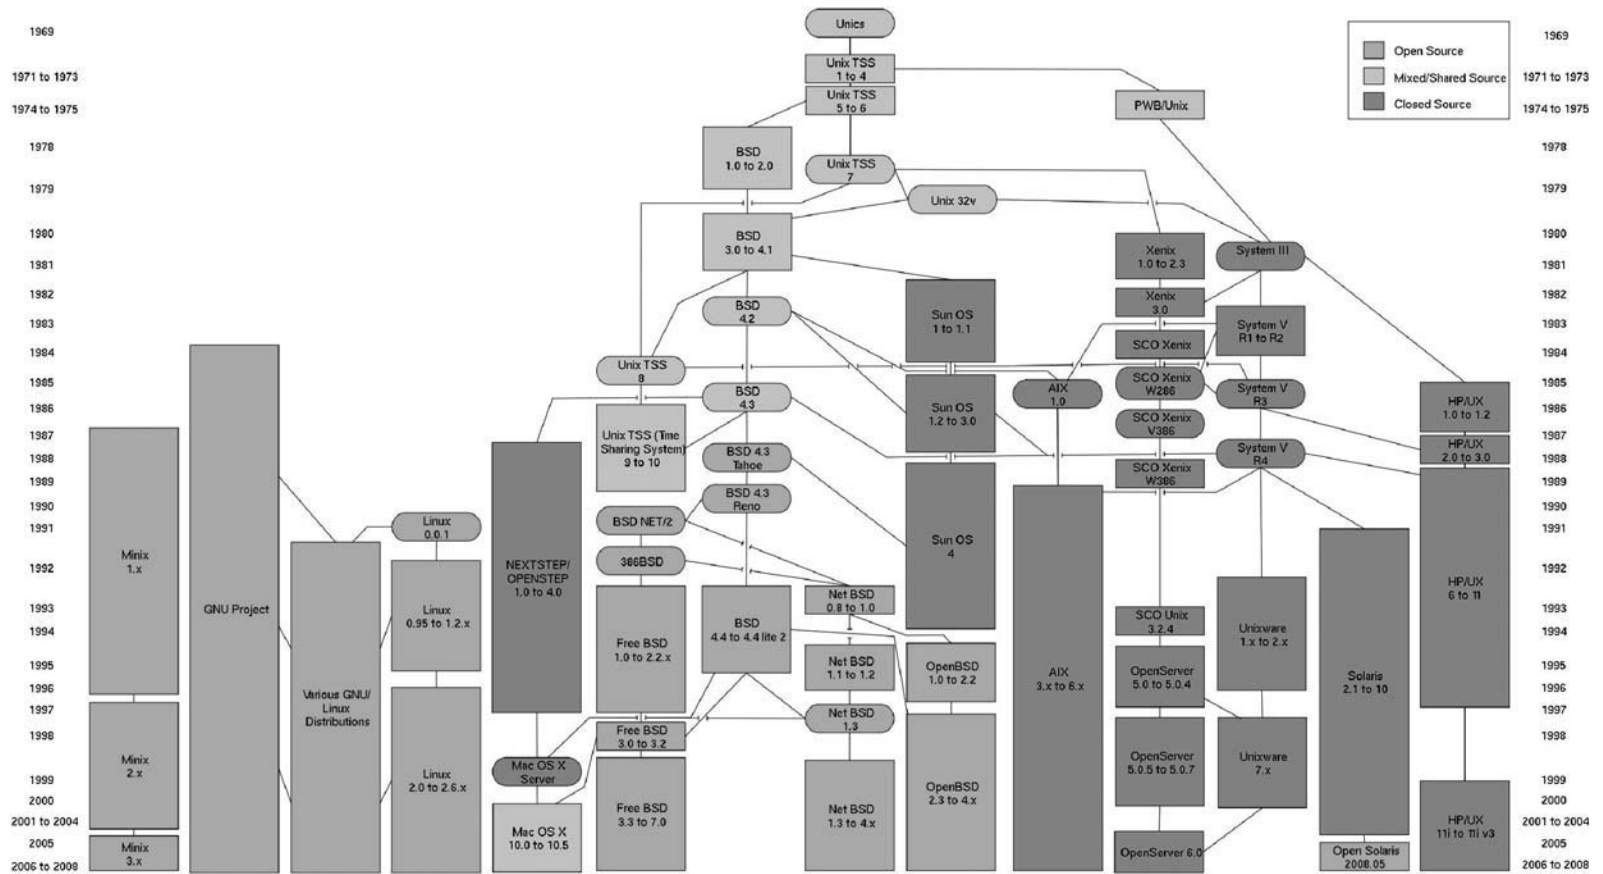 1969
1971 to 1973
1974 to 1975
1978
1979
1980
1981
1982
1983
1984
1985
1986
1987
1988
1989
1990
1991
1992
1993
1994
1995
1996
1997
1998
1999
2000
2001 to 2004
2005
2006 to 2008
Minix
1.x
Minix
2.x
Minix
3.x
GNU Project
Various GNU/
Linux
Distributions
Linux
0.0.1
Linux
0.95 to 1.2.x
Linux
2.0 to 2.6.x
NEXTSTEP/
OPENSTEP
1.0 to 4.0
Mac OS X
Server
Mac OS X
10.0 to 10.5
Unix TSS
8
Unix TSS (Time
Sharing System)
9 to 10
BSD NET/2
386BSD
Free BSD
1.0 to 2.2.x
Free BSD
3.0 to 3.2
Free BSD
3.3 to 7.0
BSD
1.0 to 2.0
BSD
3.0 to 4.1
BSD
4.2
BSD
4.3
BSD 4.3
Tahoe
BSD 4.3
Reno
BSD
4.4 to 4.4 lite 2
Unics
Unix TSS
1 to 4
Unix TSS
5 to 6
Unix TSS
7
Net BSD
0.8 to 1.0
Net BSD
1.1 to 1.2
Net BSD
1.3
Net BSD
1.3 to 4.x
Unix 32v
Sun OS
1 to 1.1
Sun OS
1.2 to 3.0
Sun OS
4
OpenBSD
1.0 to 2.2
OpenBSD
2.3 to 4.x
AIX
1.0
AIX
3.x to 6.x
PWB/Unix
Xenix
1.0 to 2.3
Xenix
3.0
SCO Xenix
SCO Xenix
W286
SCO Xenix
V386
SCO Xenix
W386
SCO Unix
3.2.4
OpenServer
5.0 to 5.0.4
OpenServer
5.0.5 to 5.0.7
OpenServer 6.0
System III
System V
R1 to R2
System V
R3
System V
R4
Unixware
1.x to 2.x
Unixware
7.x
Solaris
2.1 to 10
Open Solaris
2008.05
HP/UX
1.0 to 1.2
HP/UX
2.0 to 3.0
HP/UX
6 to 11
HP/UX
11i to 11i v3
Open Source
Mixed/Shared Source
Closed Source
1969
1971 to 1973
1974 to 1975
1978
1979
1980
1981
1982
1983
1984
1985
1986
1987
1988
1989
1990
1991
1992
1993
1994
1995
1996
1997
1998
1999
2000
2001 to 2004
2005
2006 to 2008